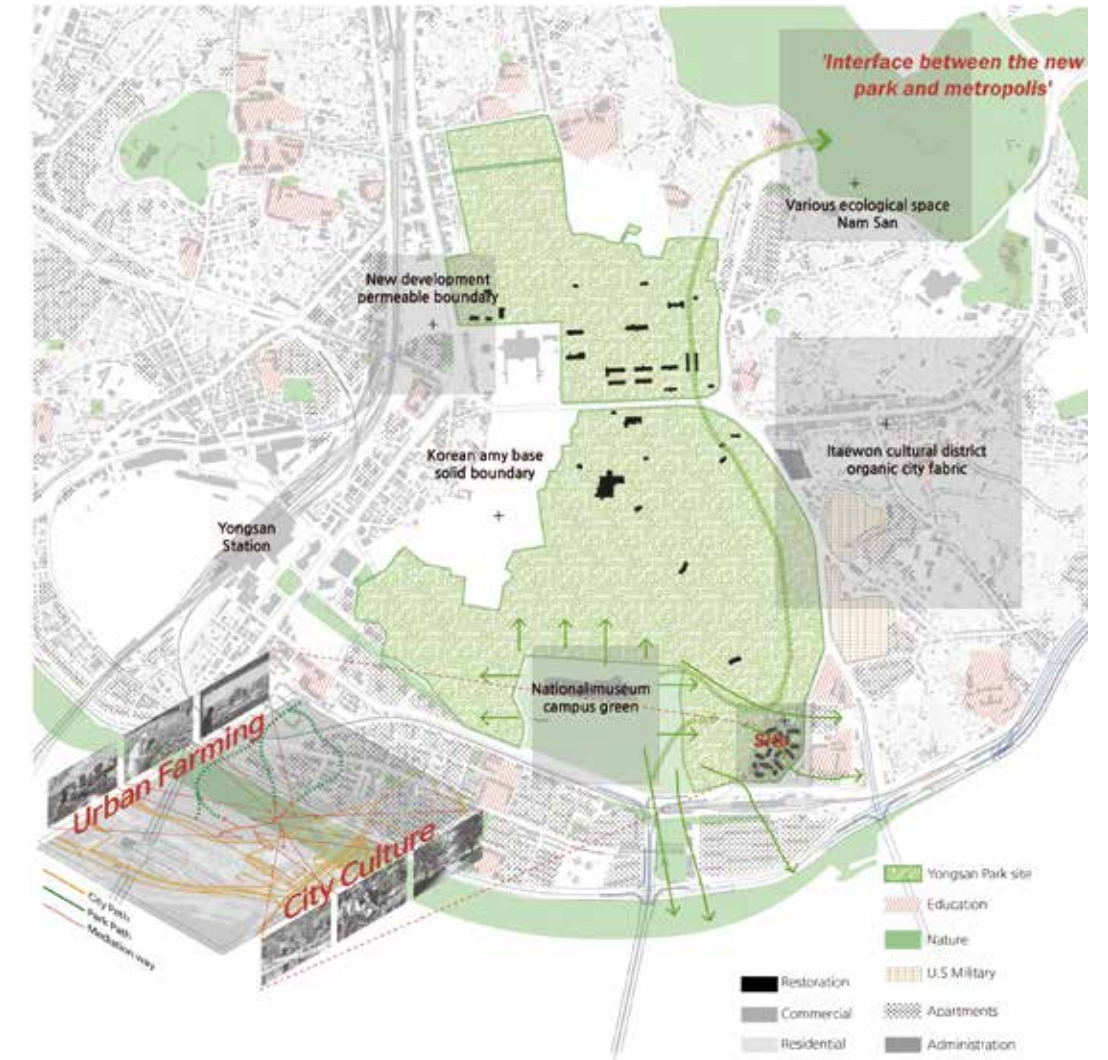 'Interface between the new
park and metropolis'
Various ecological space
Nam San
New development
permeable boundary
Korean amy base
solid boundary
Itaewon cultural district
organic city fabric
Yongsan
Station
National museum
campus green
Site
Urban Farming
City Culture
City Path
Park Path
Mediation way
Yongsan Park site
Education
Nature
U.S Military
Apartments
Administration
Restoration
Commercial
Residential